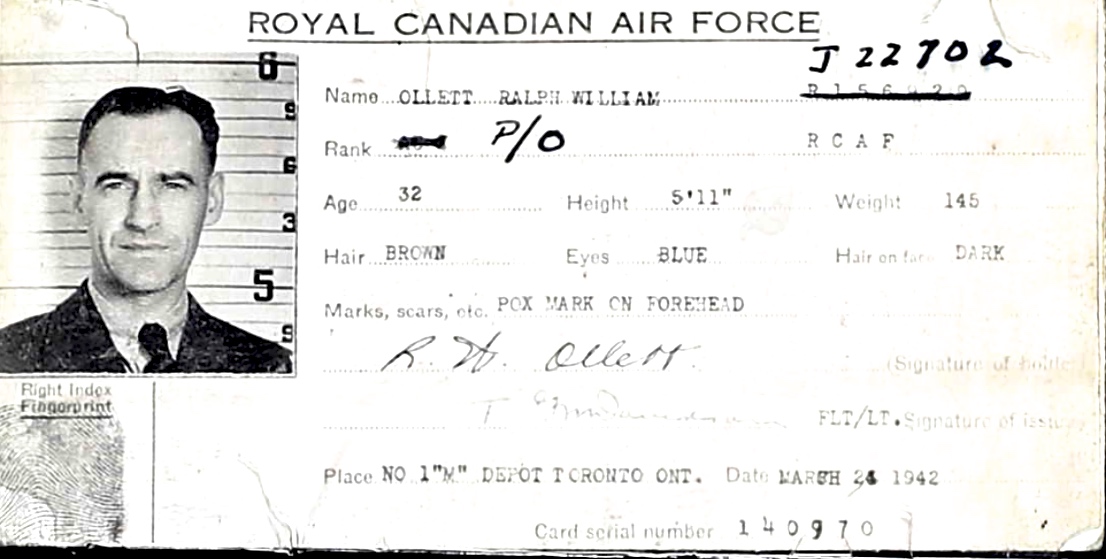 ROYAL CANADIAN AIR FORCE
J 22702
Name OLLETT RALPH WILLIAM R156920
Rank P/O RCAF
Age 32 Height 5'11" Weight 145
Hair BROWN Eyes BLUE Hair on face DARK
Marks, scars, etc. POX MARK ON FOREHEAD
R. W. Ollett. (Signature of holder)
FLT/LT. Signature of issu
Place NO 1"M" DEPOT TORONTO ONT. Date MARCH 24 1942
Card serial number 140970
Right Index
Fingerprint
6
9
6
3
5
9